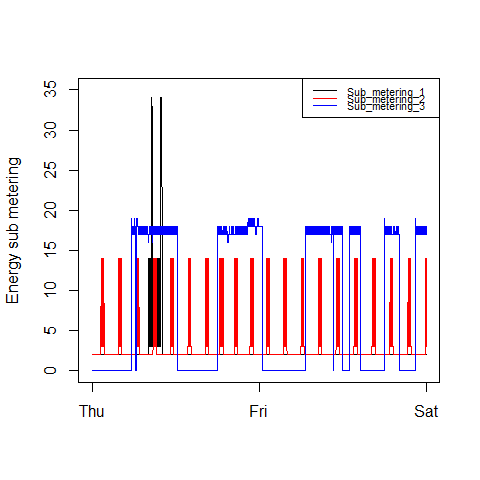 Energy sub metering
35
30
25
20
15
10
5
0
Thu Fri Sat
Sub_metering_1
Sub_metering_2
Sub_metering_3